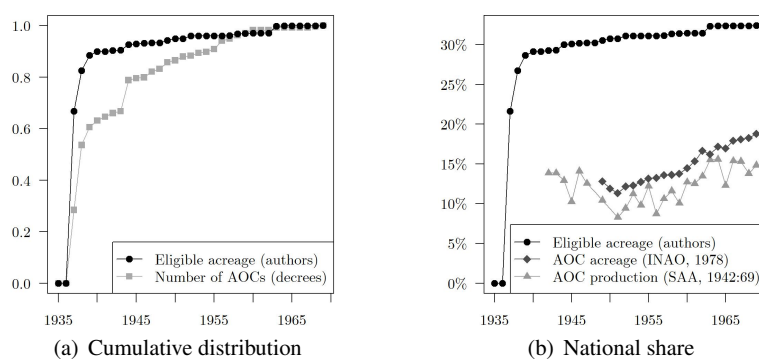 1.0
0.8
0.6
0.4
0.2
0.0
Eligible acreage (authors)
Number of AOCs (decrees)
1935 1945 1955 1965
(a) Cumulative distribution
30%
25%
20%
15%
10%
5%
0%
Eligible acreage (authors)
AOC acreage (INAO, 1978)
AOC production (SAA, 1942:69)
1935 1945 1955 1965
(b) National share